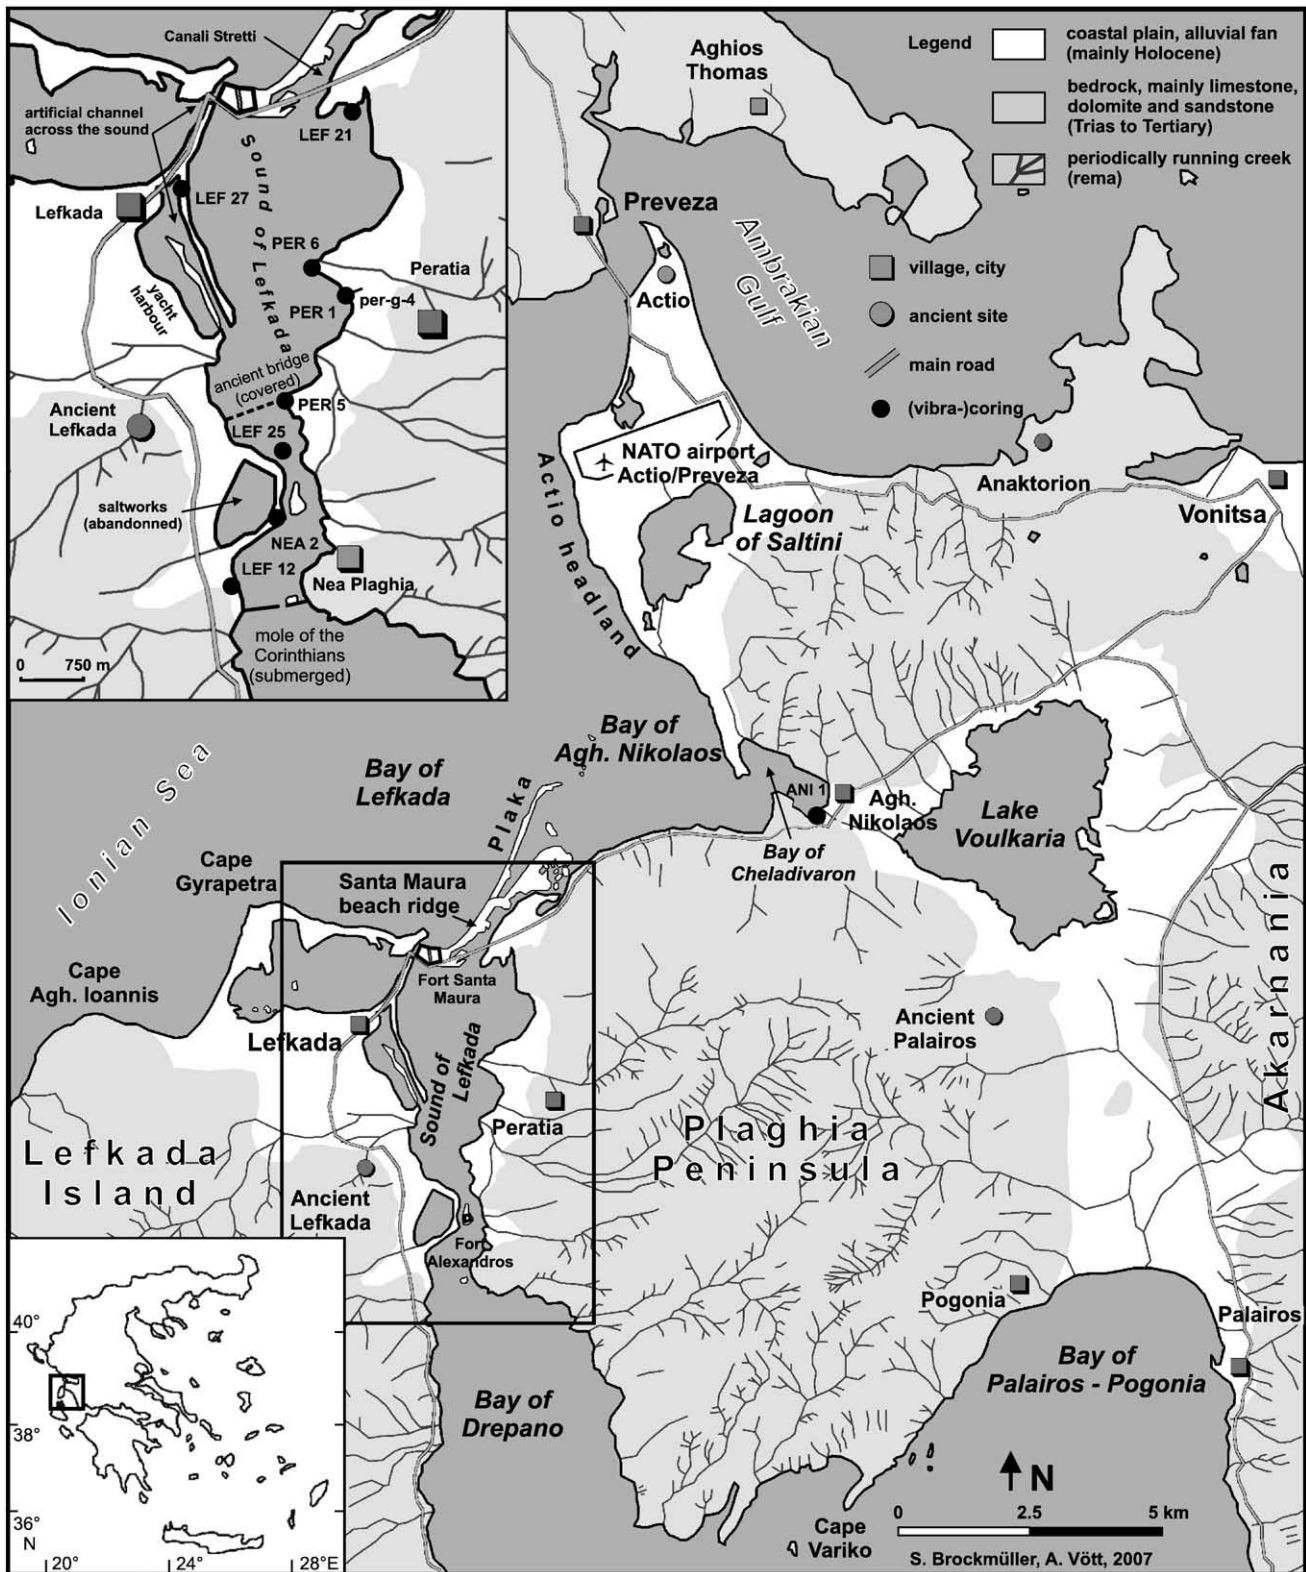 Canali Stretti
artificial channel
across the sound
LEF 21
Sound of Lefkada
LEF 27
Lefkada
PER 6
Peratia
yacht
harbour
per-g-4
PER 1
ancient bridge
(covered)
PER 5
Ancient
Lefkada
LEF 25
saltworks
(abandonned)
NEA 2
LEF 12
Nea Plaghia
mole of the
Corinthians
(submerged)
0 750 m
Legend
coastal plain, alluvial fan
(mainly Holocene)
bedrock, mainly limestone,
dolomite and sandstone
(Trias to Tertiary)
periodically running creek
(rema)
village, city
ancient site
main road
(vibra-)coring
Aghios
Thomas
Preveza
Ambrakian
Gulf
Actio
NATO airport
Actio/Preveza
Actio headland
Lagoon
of Saltini
Anaktorion
Vonitsa
Bay of
Agh. Nikolaos
Ionian Sea
Bay of
Lefkada
Plaka
ANI 1
Agh.
Nikolaos
Lake
Voulkaria
Bay of
Cheladivaron
Cape
Gyrapetra
Santa Maura
beach ridge
Cape
Agh. Ioannis
Fort Santa
Maura
Lefkada
Sound of
Lefkada
Ancient
Palairos
Akarnania
Peratia
Plaghia
Peninsula
Lefkada
Island
Ancient
Lefkada
Fort
Alexandros
Pogonia
Palairos
Bay of
Palairos - Pogonia
Bay of
Drepano
N
0 2.5 5 km
Cape
Variko
S. Brockmüller, A. Vött, 2007
40°
38°
36°
N
20° 24° 28°E